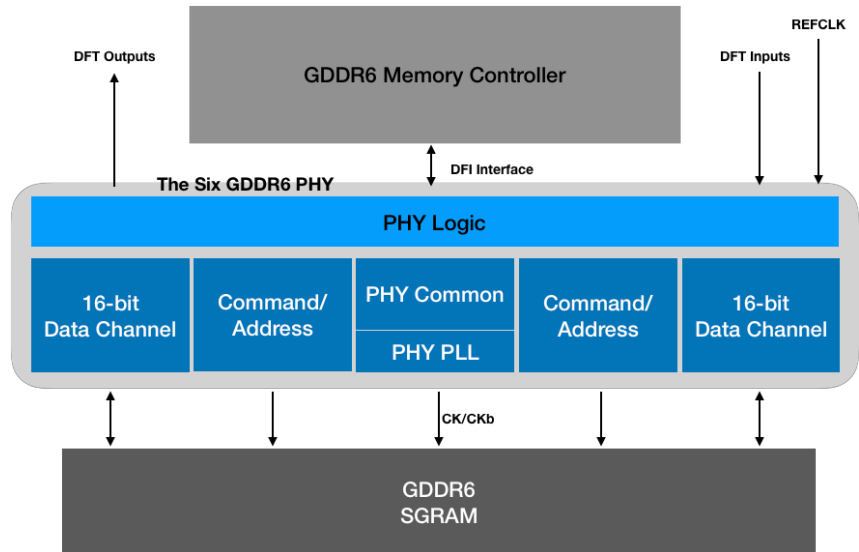 REFCLK
DFT Outputs
DFT Inputs
GDDR6 Memory Controller
DFI Interface
The Six GDDR6 PHY
PHY Logic
16-bit
Data Channel
Command/
Address
PHY Common
PHY PLL
Command/
Address
16-bit
Data Channel
CK/CKb
GDDR6
SGRAM